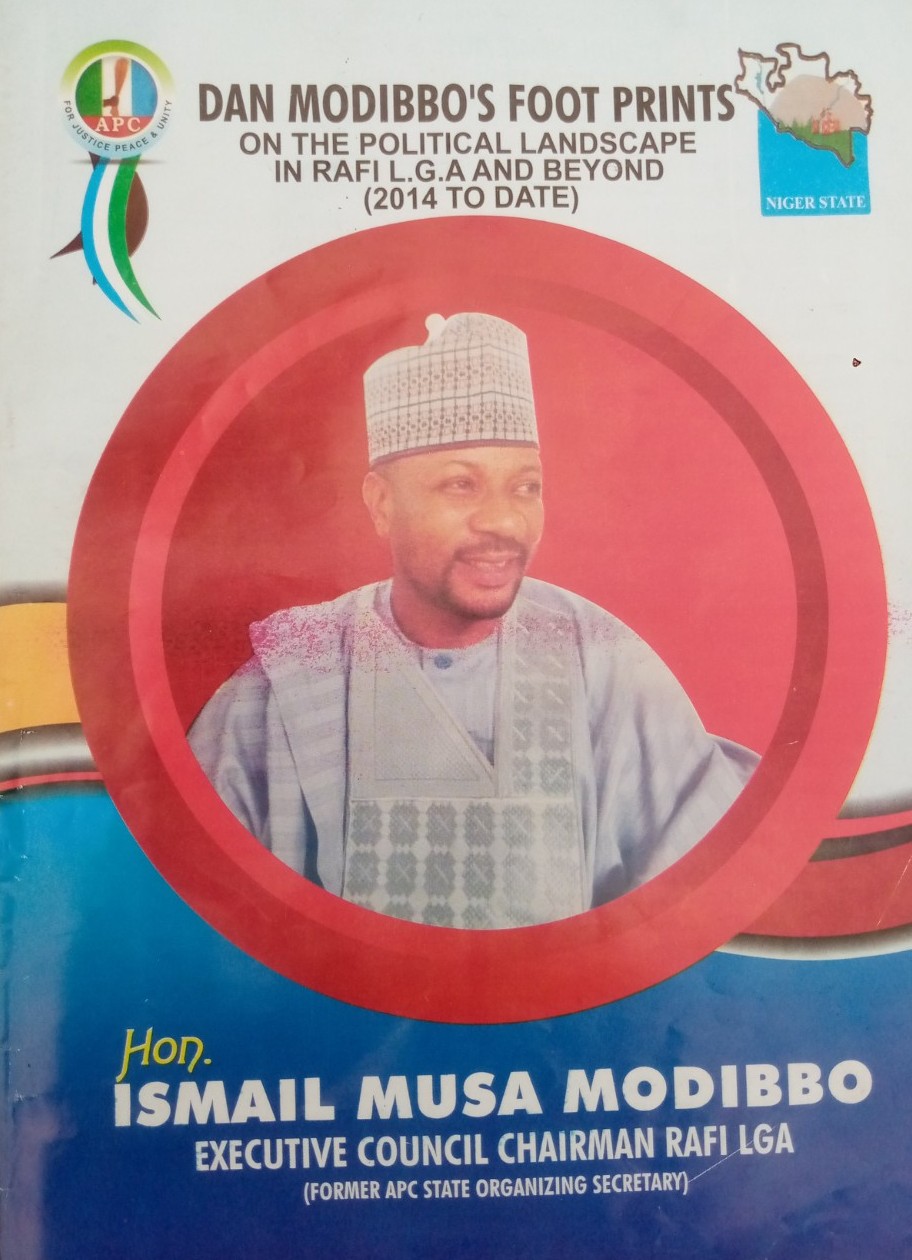 DAN MODIBBO'S FOOT PRINTS
ON THE POLITICAL LANDSCAPE
IN RAFI L.G.A AND BEYOND
(2014 TO DATE)
APC
FOR JUSTICE PEACE & UNITY
NIGER STATE
Hon.
ISMAIL MUSA MODIBBO
EXECUTIVE COUNCIL CHAIRMAN RAFI LGA
(FORMER APC STATE ORGANIZING SECRETARY)